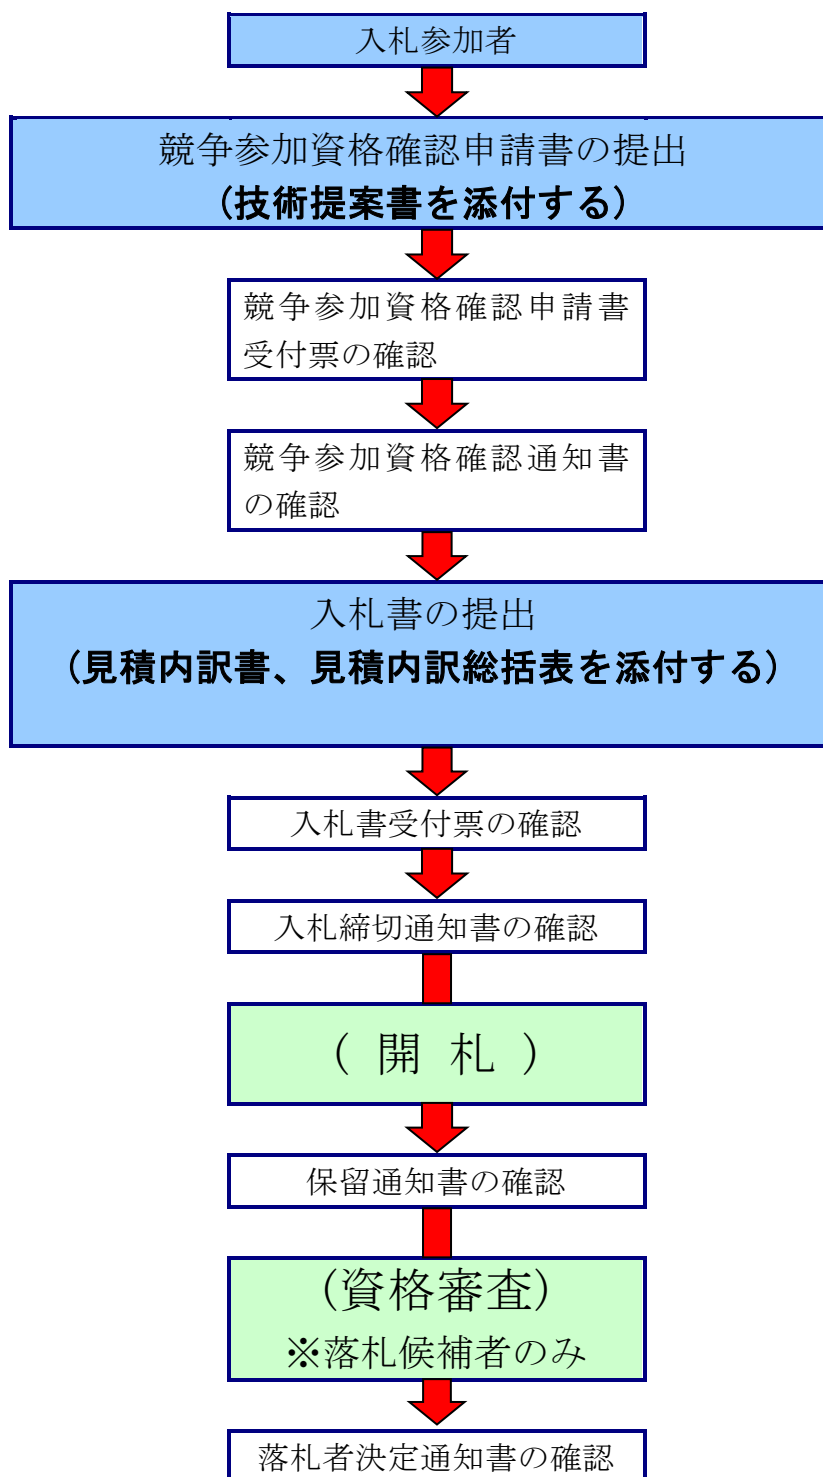 入札参加者
競争参加資格確認申請書の提出
(技術提案書を添付する)
競争参加資格確認申請書
受付票の確認
競争参加資格確認通知書
の確認
入札書の提出
(見積内訳書、見積内訳総括表を添付する)
入札書受付票の確認
入札締切通知書の確認
( 開 札 )
保留通知書の確認
(資格審査)
※落札候補者のみ
落札者決定通知書の確認